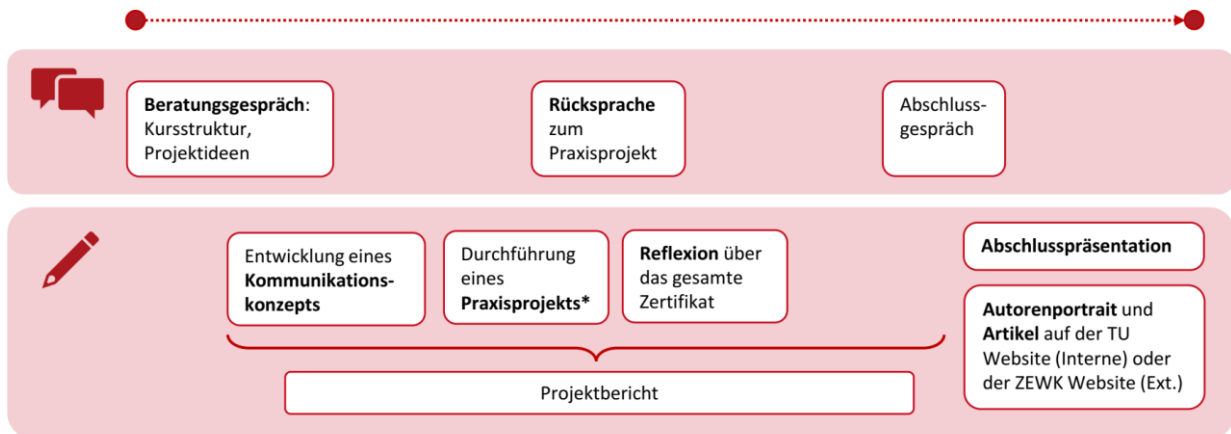 Beratungsgespräch:
Kursstruktur,
Projektideen
Rücksprache
zum
Praxisprojekt
Abschluss-
gespräch
Entwicklung eines
Kommunikations-
konzepts
Durchführung
eines
Praxisprojekts*
Reflexion über
das gesamte
Zertifikat
Abschlusspräsentation
Autorenportrait und
Artikel auf der TU
Website (Interne) oder
der ZEWK Website (Ext.)
Projektbericht